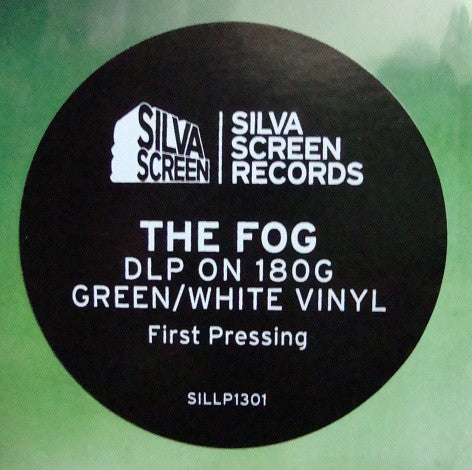 SILVA
SCREEN
SILVA
SCREEN
RECORDS
THE FOG
DLP ON 180G
GREEN/WHITE VINYL
First Pressing
SILLP1301